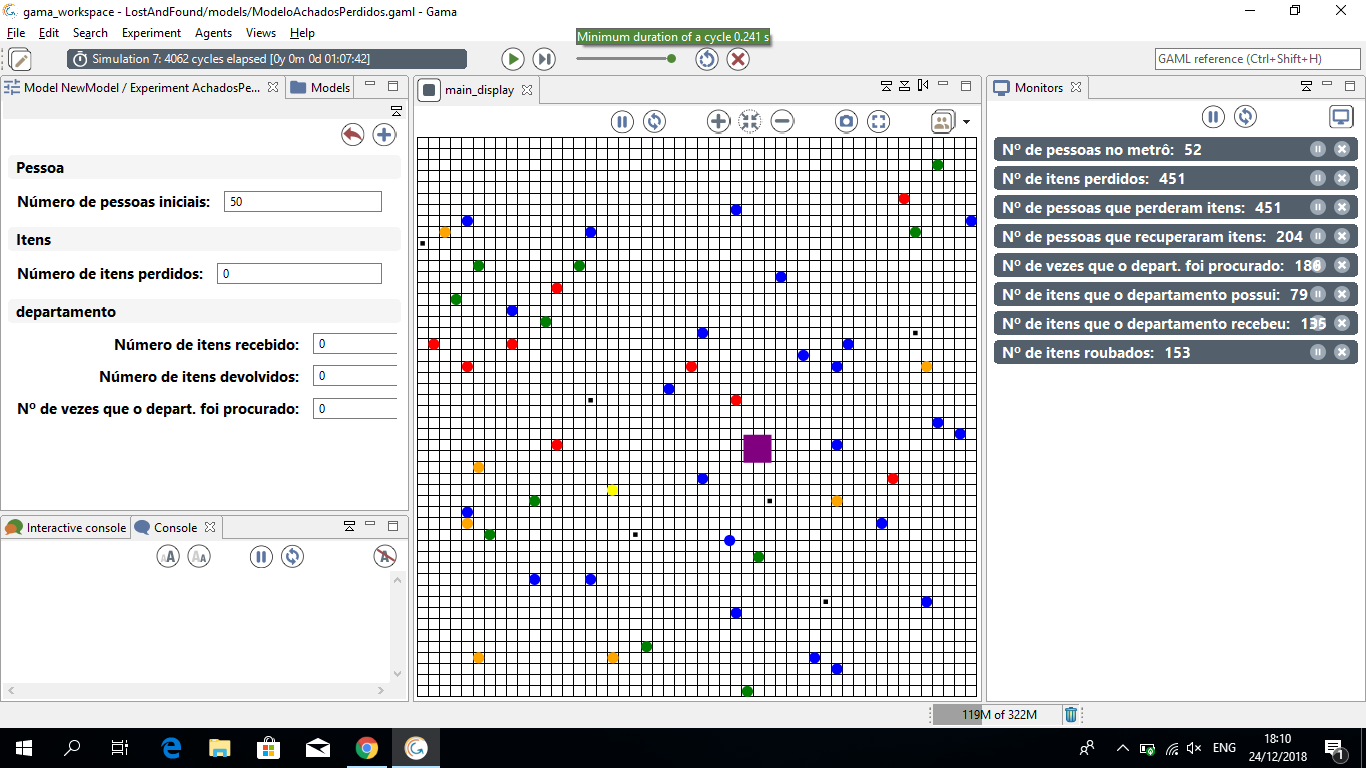 gama_workspace - LostAndFound/models/ModeloAchadosPerdidos.gaml - Gama
File Edit Search Experiment Agents Views Help
Minimum duration of a cycle 0.241 s
Simulation 7: 4062 cycles elapsed [0y 0m 0d 01:07:42]
GAML reference (Ctrl+Shift+H)
Model NewModel / Experiment AchadosPe...
Models
Pessoa
Número de pessoas iniciais: 50
Itens
Número de itens perdidos: 0
departamento
Número de itens recebido: 0
Número de itens devolvidos: 0
Nº de vezes que o depart. foi procurado: 0
Interactive console
Console
main_display
Monitors
Nº de pessoas no metrô: 52
Nº de itens perdidos: 451
Nº de pessoas que perderam itens: 451
Nº de pessoas que recuperaram itens: 204
Nº de vezes que o depart. foi procurado:
Nº de itens que o departamento possui: 79
Nº de itens que o departamento recebeu: 135
Nº de itens roubados: 153
119M of 322M
ENG
18:10
24/12/2018
1